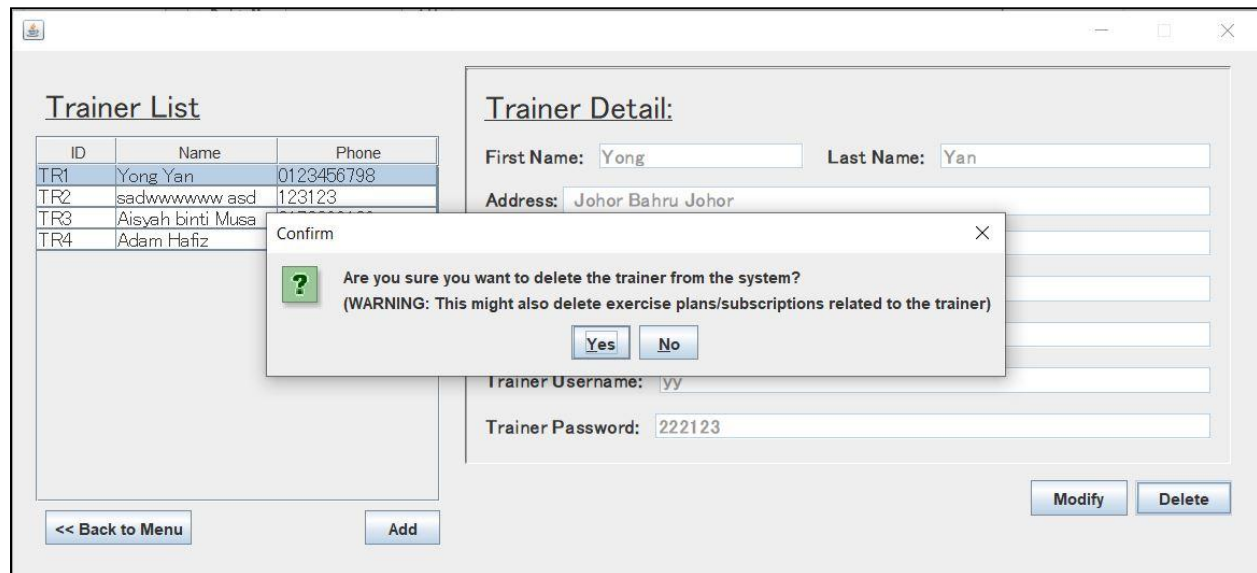 Trainer List
ID Name Phone
TR1 Yong Yan 0123456798
TR2 sadwwwwwww asd 123123
TR3 Aisyah binti Musa
TR4 Adam Hafiz
<< Back to Menu Add
Trainer Detail:
First Name: Yong Last Name: Yan
Address: Johor Bahru Johor
Confirm
Are you sure you want to delete the trainer from the system?
(WARNING: This might also delete exercise plans/subscriptions related to the trainer)
Yes No
Trainer Username: yy
Trainer Password: 222123
Modify Delete